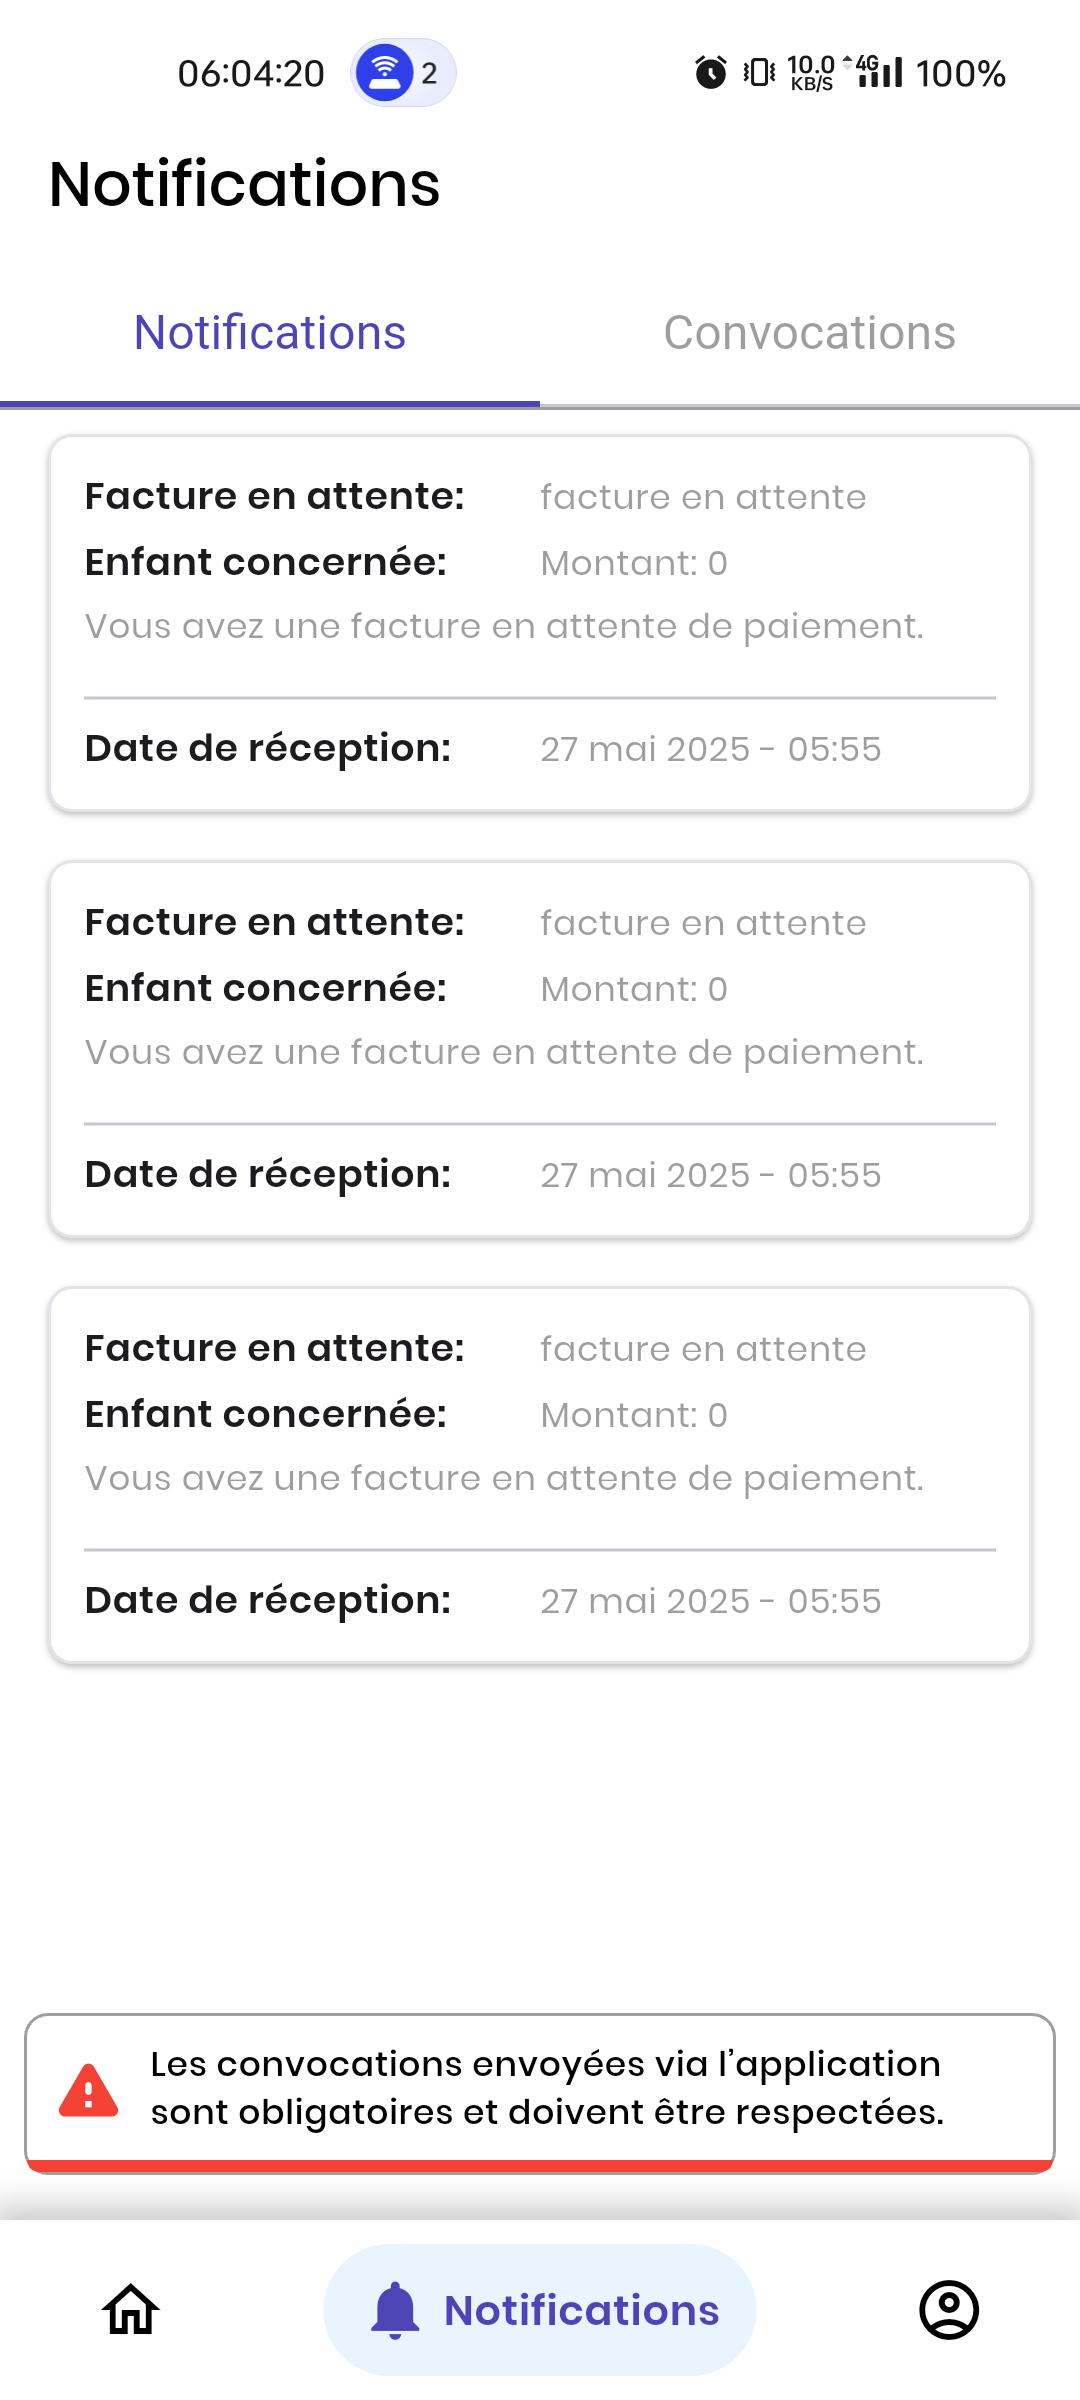 06:04:20 2 10.0 KB/S 4G 100%
Notifications
Notifications Convocations
Facture en attente: facture en attente
Enfant concernée: Montant: 0
Vous avez une facture en attente de paiement.
Date de réception: 27 mai 2025 - 05:55
Facture en attente: facture en attente
Enfant concernée: Montant: 0
Vous avez une facture en attente de paiement.
Date de réception: 27 mai 2025 - 05:55
Facture en attente: facture en attente
Enfant concernée: Montant: 0
Vous avez une facture en attente de paiement.
Date de réception: 27 mai 2025 - 05:55
Les convocations envoyées via l’application
sont obligatoires et doivent être respectées.
Notifications